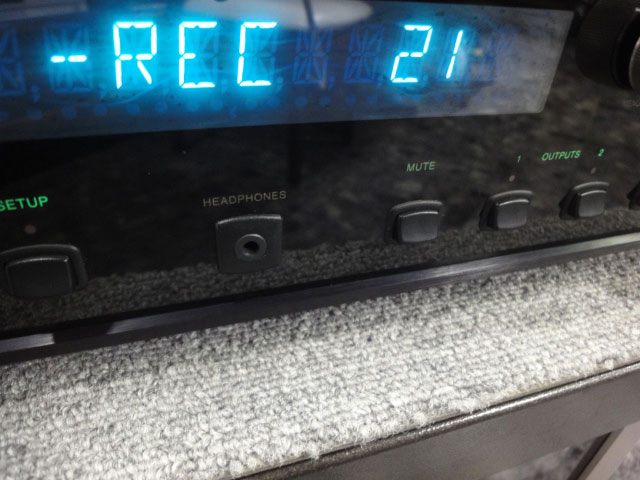 -REC 21
MUTE 1 OUTPUTS 2
SETUP HEADPHONES